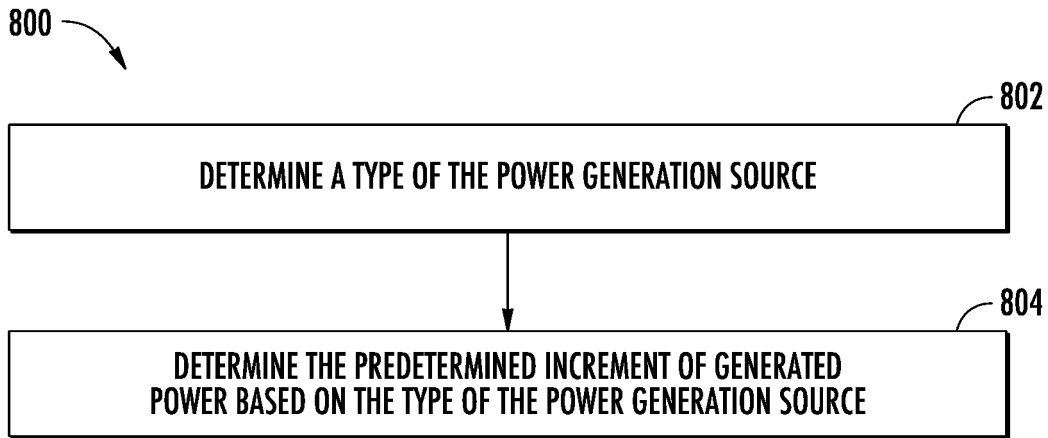 800
802
DETERMINE A TYPE OF THE POWER GENERATION SOURCE
804
DETERMINE THE PREDETERMINED INCREMENT OF GENERATED
POWER BASED ON THE TYPE OF THE POWER GENERATION SOURCE